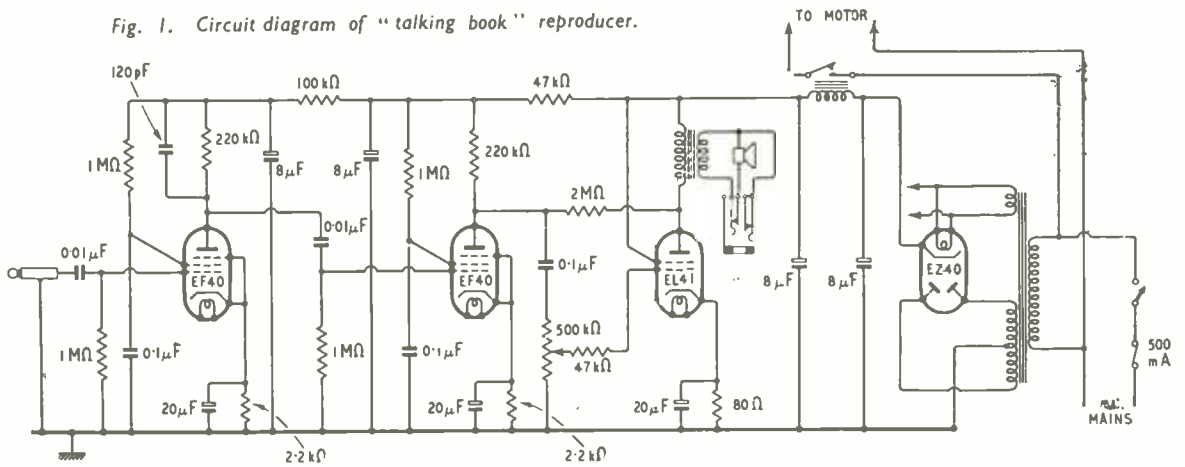 Fig. 1. Circuit diagram of "talking book" reproducer.
TO MOTOR
120pF
100kΩ
47kΩ
1MΩ
220kΩ
8μF
8μF
1MΩ
220kΩ
2MΩ
0·01μF
0·01μF
EF40
EF40
0·1μF
EL41
8μF
8μF
EZ40
500kΩ
1MΩ
0·1μF
1MΩ
0·1μF
47kΩ
500
mA
20μF
20μF
20μF
80Ω
MAINS
2·2kΩ
2·2kΩ